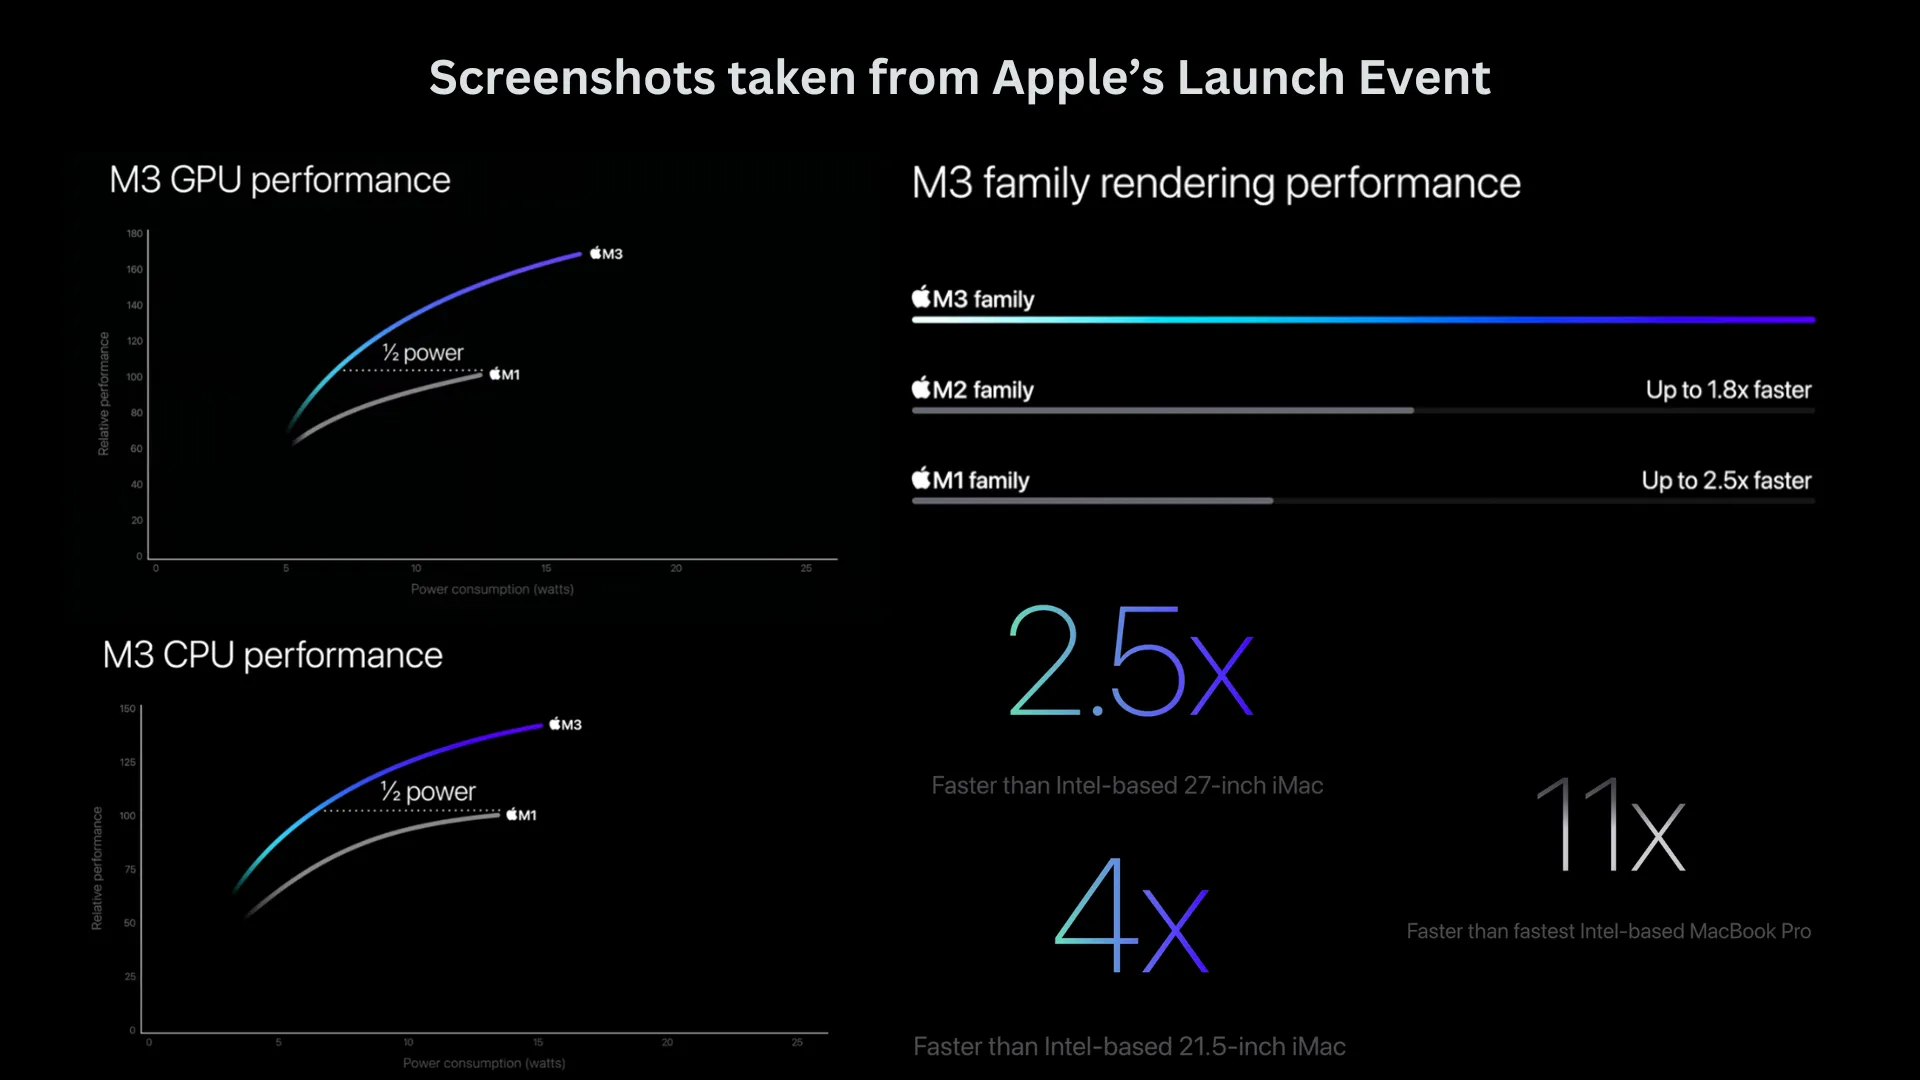 Screenshots taken from Apple’s Launch Event
M3 GPU performance
180
160
140
120
100
80
60
40
20
0
Relative performance
M3
½ power
M1
0 5 10 15 20 25
Power consumption (watts)
M3 CPU performance
150
125
100
75
50
25
0
Relative performance
M3
½ power
M1
0 5 10 15 20 25
Power consumption (watts)
M3 family rendering performance
M3 family
M2 family Up to 1.8x faster
M1 family Up to 2.5x faster
2.5x
Faster than Intel-based 27-inch iMac
4x
Faster than Intel-based 21.5-inch iMac
11x
Faster than fastest Intel-based MacBook Pro